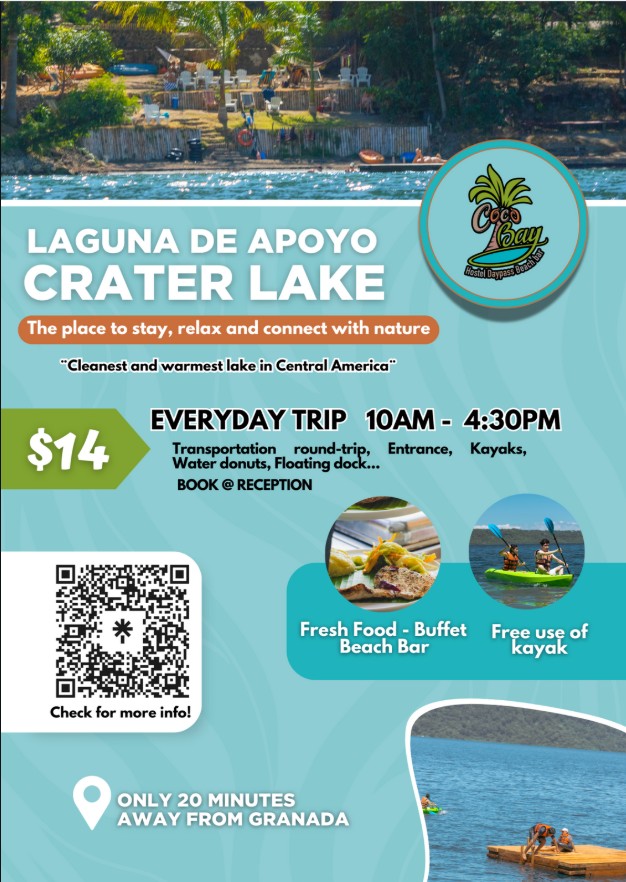 Coco
Bay
Hostel Daypass Beach bar
LAGUNA DE APOYO
CRATER LAKE
The place to stay, relax and connect with nature
¨Cleanest and warmest lake in Central America¨
EVERYDAY TRIP 10AM - 4:30PM
$14
Transportation round-trip, Entrance, Kayaks,
Water donuts, Floating dock...
BOOK @ RECEPTION
Fresh Food - Buffet
Beach Bar
Free use of
kayak
Check for more info!
ONLY 20 MINUTES
AWAY FROM GRANADA